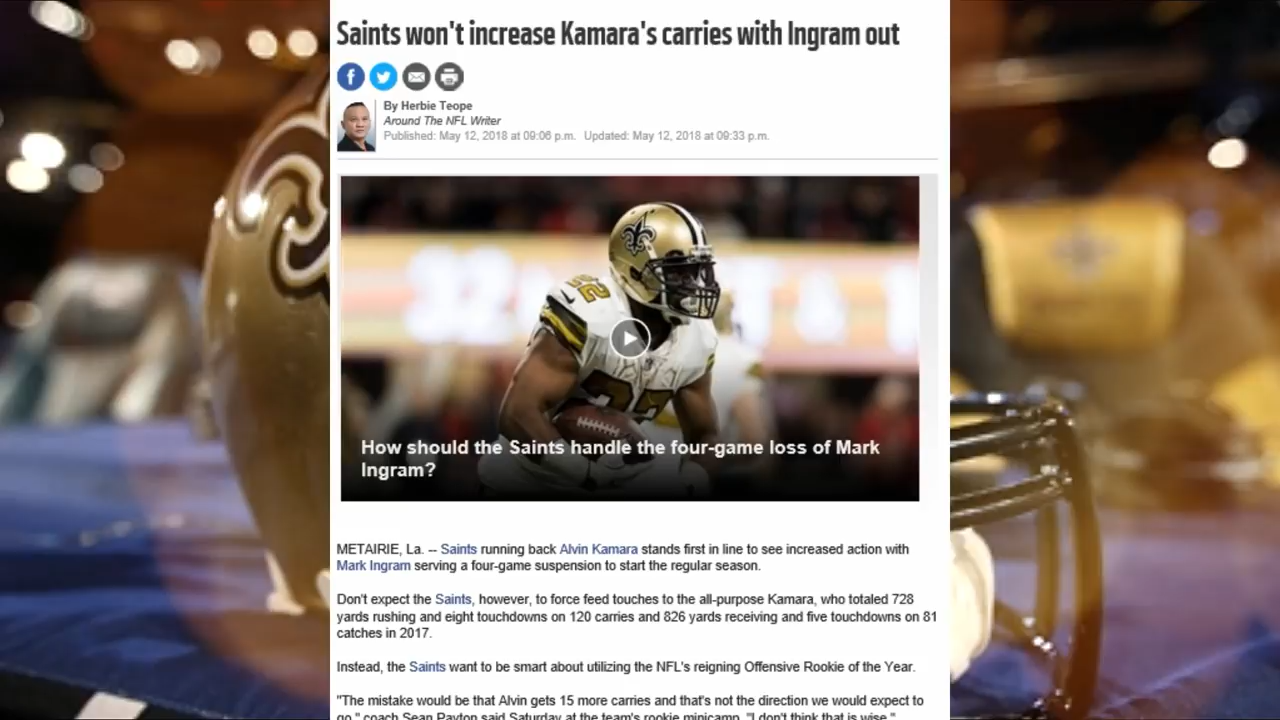 Saints won't increase Kamara's carries with Ingram out
By Herbie Teope
Around The NFL Writer
Published: May 12, 2018 at 09:06 p.m. Updated: May 12, 2018 at 09:33 p.m.
22
How should the Saints handle the four-game loss of Mark
Ingram?
METAIRIE, La. -- Saints running back Alvin Kamara stands first in line to see increased action with
Mark Ingram serving a four-game suspension to start the regular season.
Don't expect the Saints, however, to force feed touches to the all-purpose Kamara, who totaled 728
yards rushing and eight touchdowns on 120 carries and 826 yards receiving and five touchdowns on 81
catches in 2017.
Instead, the Saints want to be smart about utilizing the NFL's reigning Offensive Rookie of the Year.
"The mistake would be that Alvin gets 15 more carries and that's not the direction we would expect to
go," coach Sean Payton said Saturday at the team's rookie minicamp. "I don't think that is wise."